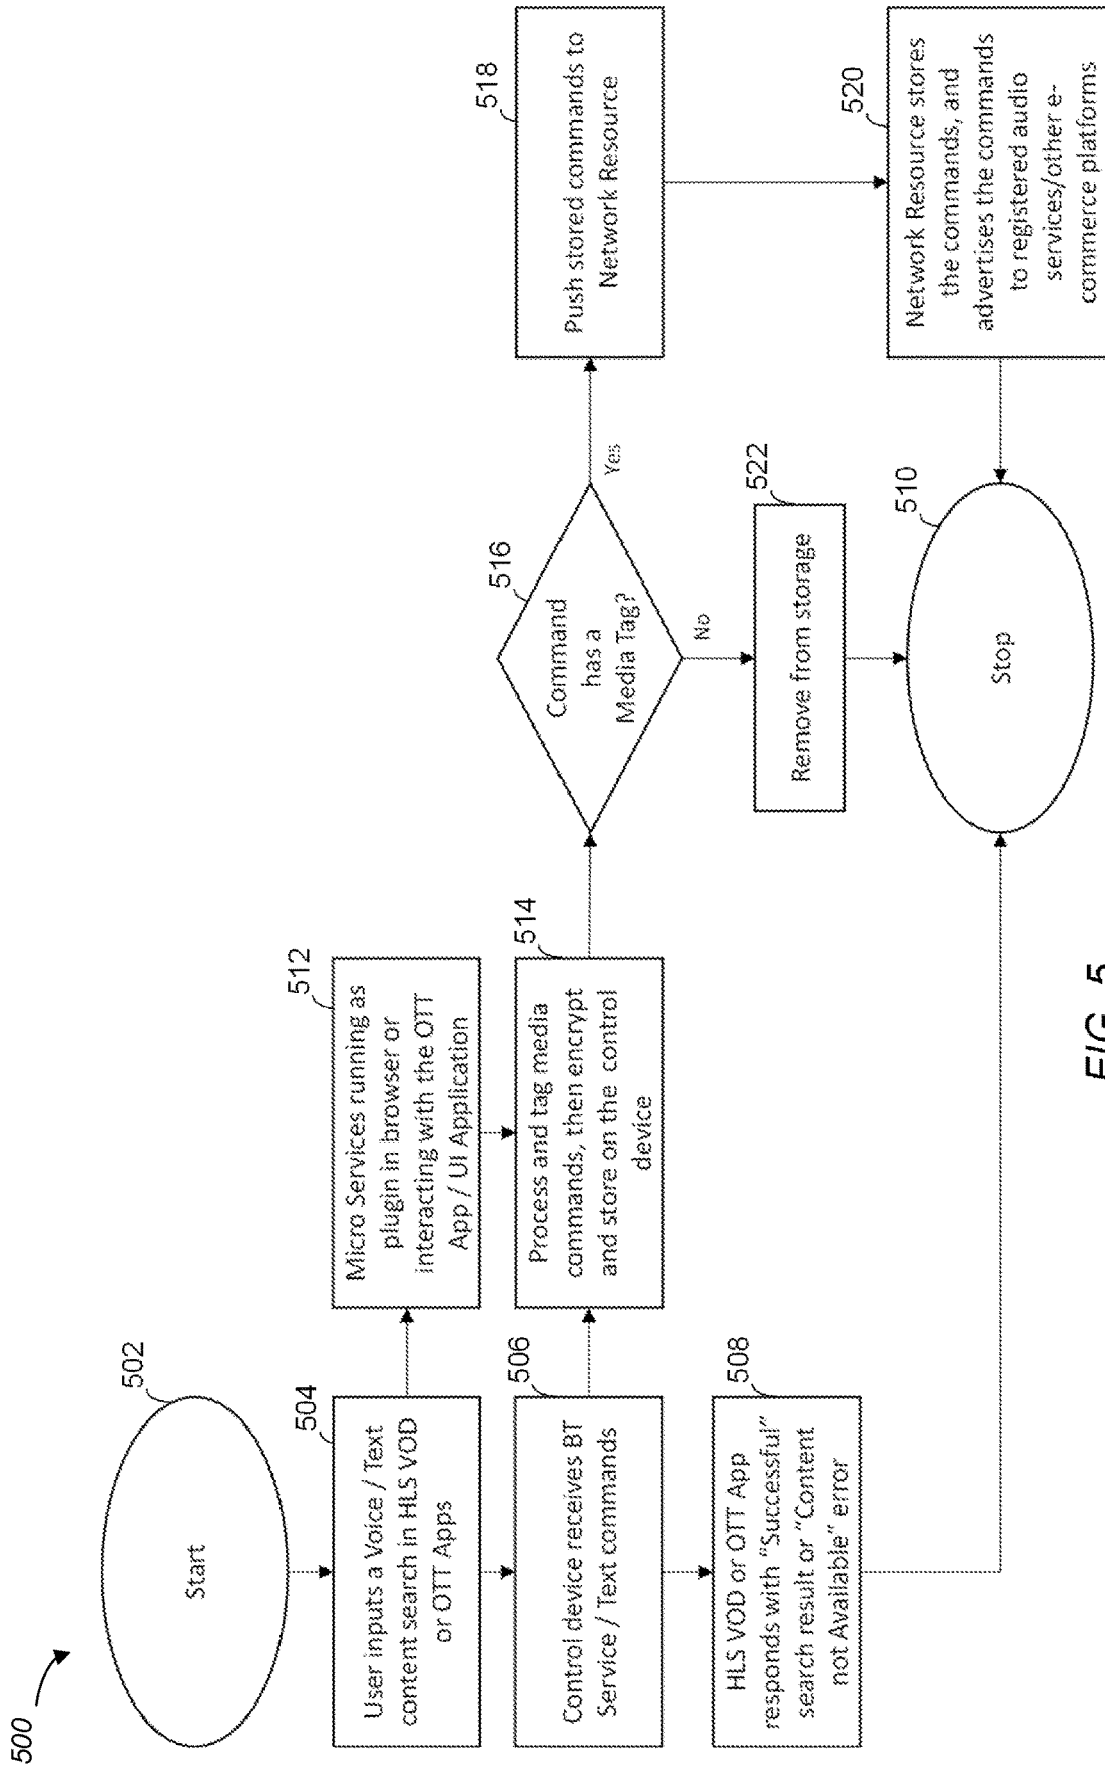 500
502
Start
504
User inputs a Voice / Text
content search in HLS VOD
or OTT Apps
506
Control device receives BT
Service / Text commands
508
HLS VOD or OTT App
responds with “Successful”
search result or “Content
not Available” error
512
Micro Services running as
plugin in browser or
interacting with the OTT
App / UI Application
514
Process and tag media
commands, then encrypt
and store on the control
device
516
Command
has a
Media Tag?
Yes
No
518
Push stored commands to
Network Resource
520
Network Resource stores
the commands, and
advertises the commands
to registered audio
services/other e-
commerce platforms
522
Remove from storage
510
Stop
FIG. 5